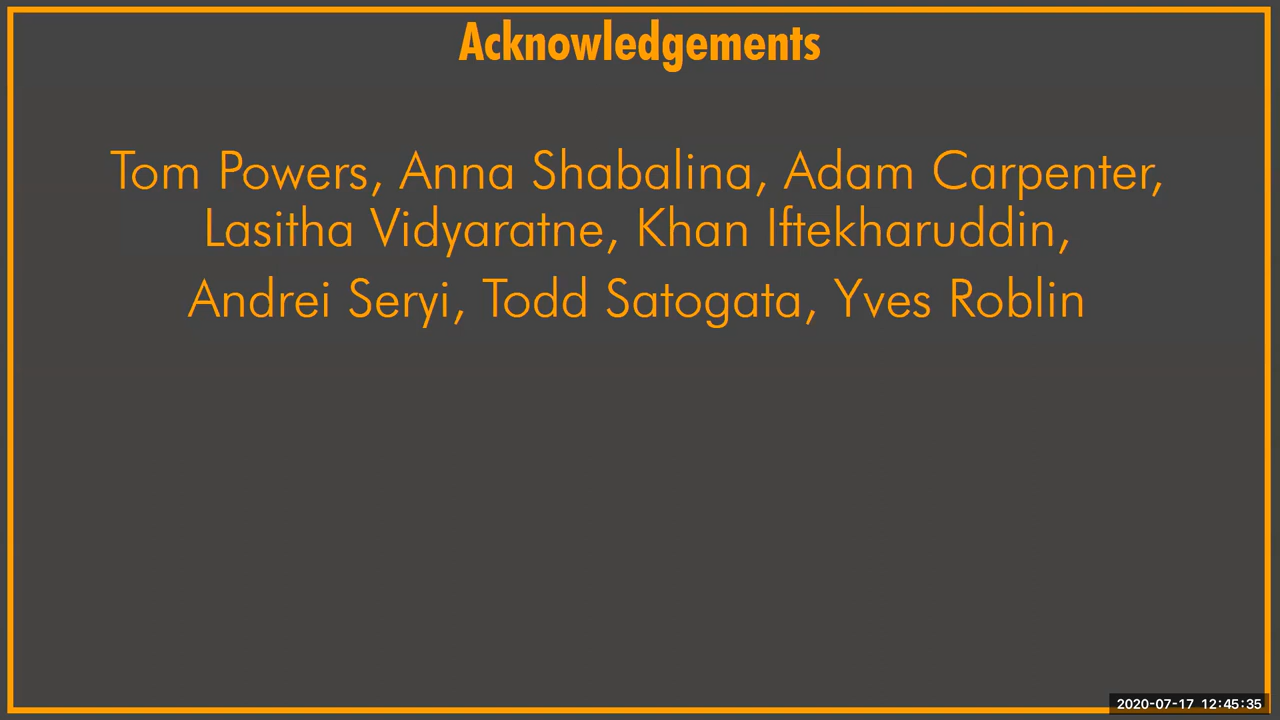 Acknowledgements
Tom Powers, Anna Shabalina, Adam Carpenter,
Lasitha Vidyaratne, Khan Iftekharuddin,
Andrei Seryi, Todd Satogata, Yves Roblin
2020-07-17 12:45:35